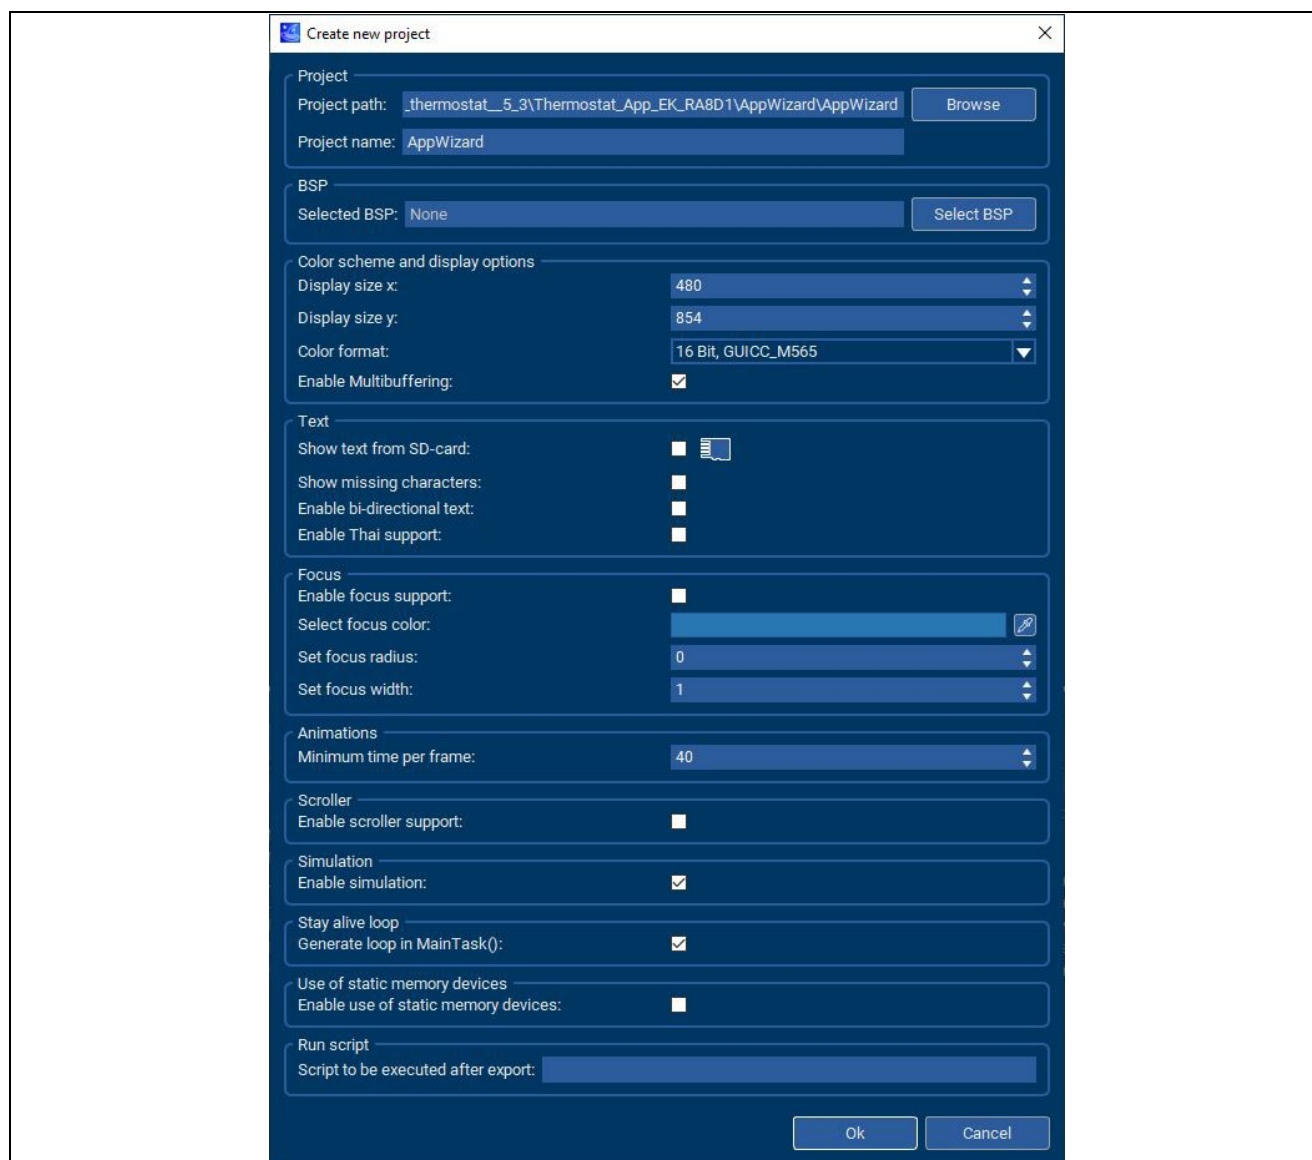 Create new project
Project
Project path: _thermostat__5_3\Thermostat_App_EK_RA8D1\AppWizard\AppWizard Browse
Project name: AppWizard
BSP
Selected BSP: None Select BSP
Color scheme and display options
Display size x: 480
Display size y: 854
Color format: 16 Bit, GUICC_M565
Enable Multibuffering:
Text
Show text from SD-card:
Show missing characters:
Enable bi-directional text:
Enable Thai support:
Focus
Enable focus support:
Select focus color:
Set focus radius: 0
Set focus width: 1
Animations
Minimum time per frame: 40
Scroller
Enable scroller support:
Simulation
Enable simulation:
Stay alive loop
Generate loop in MainTask():
Use of static memory devices
Enable use of static memory devices:
Run script
Script to be executed after export:
Ok Cancel